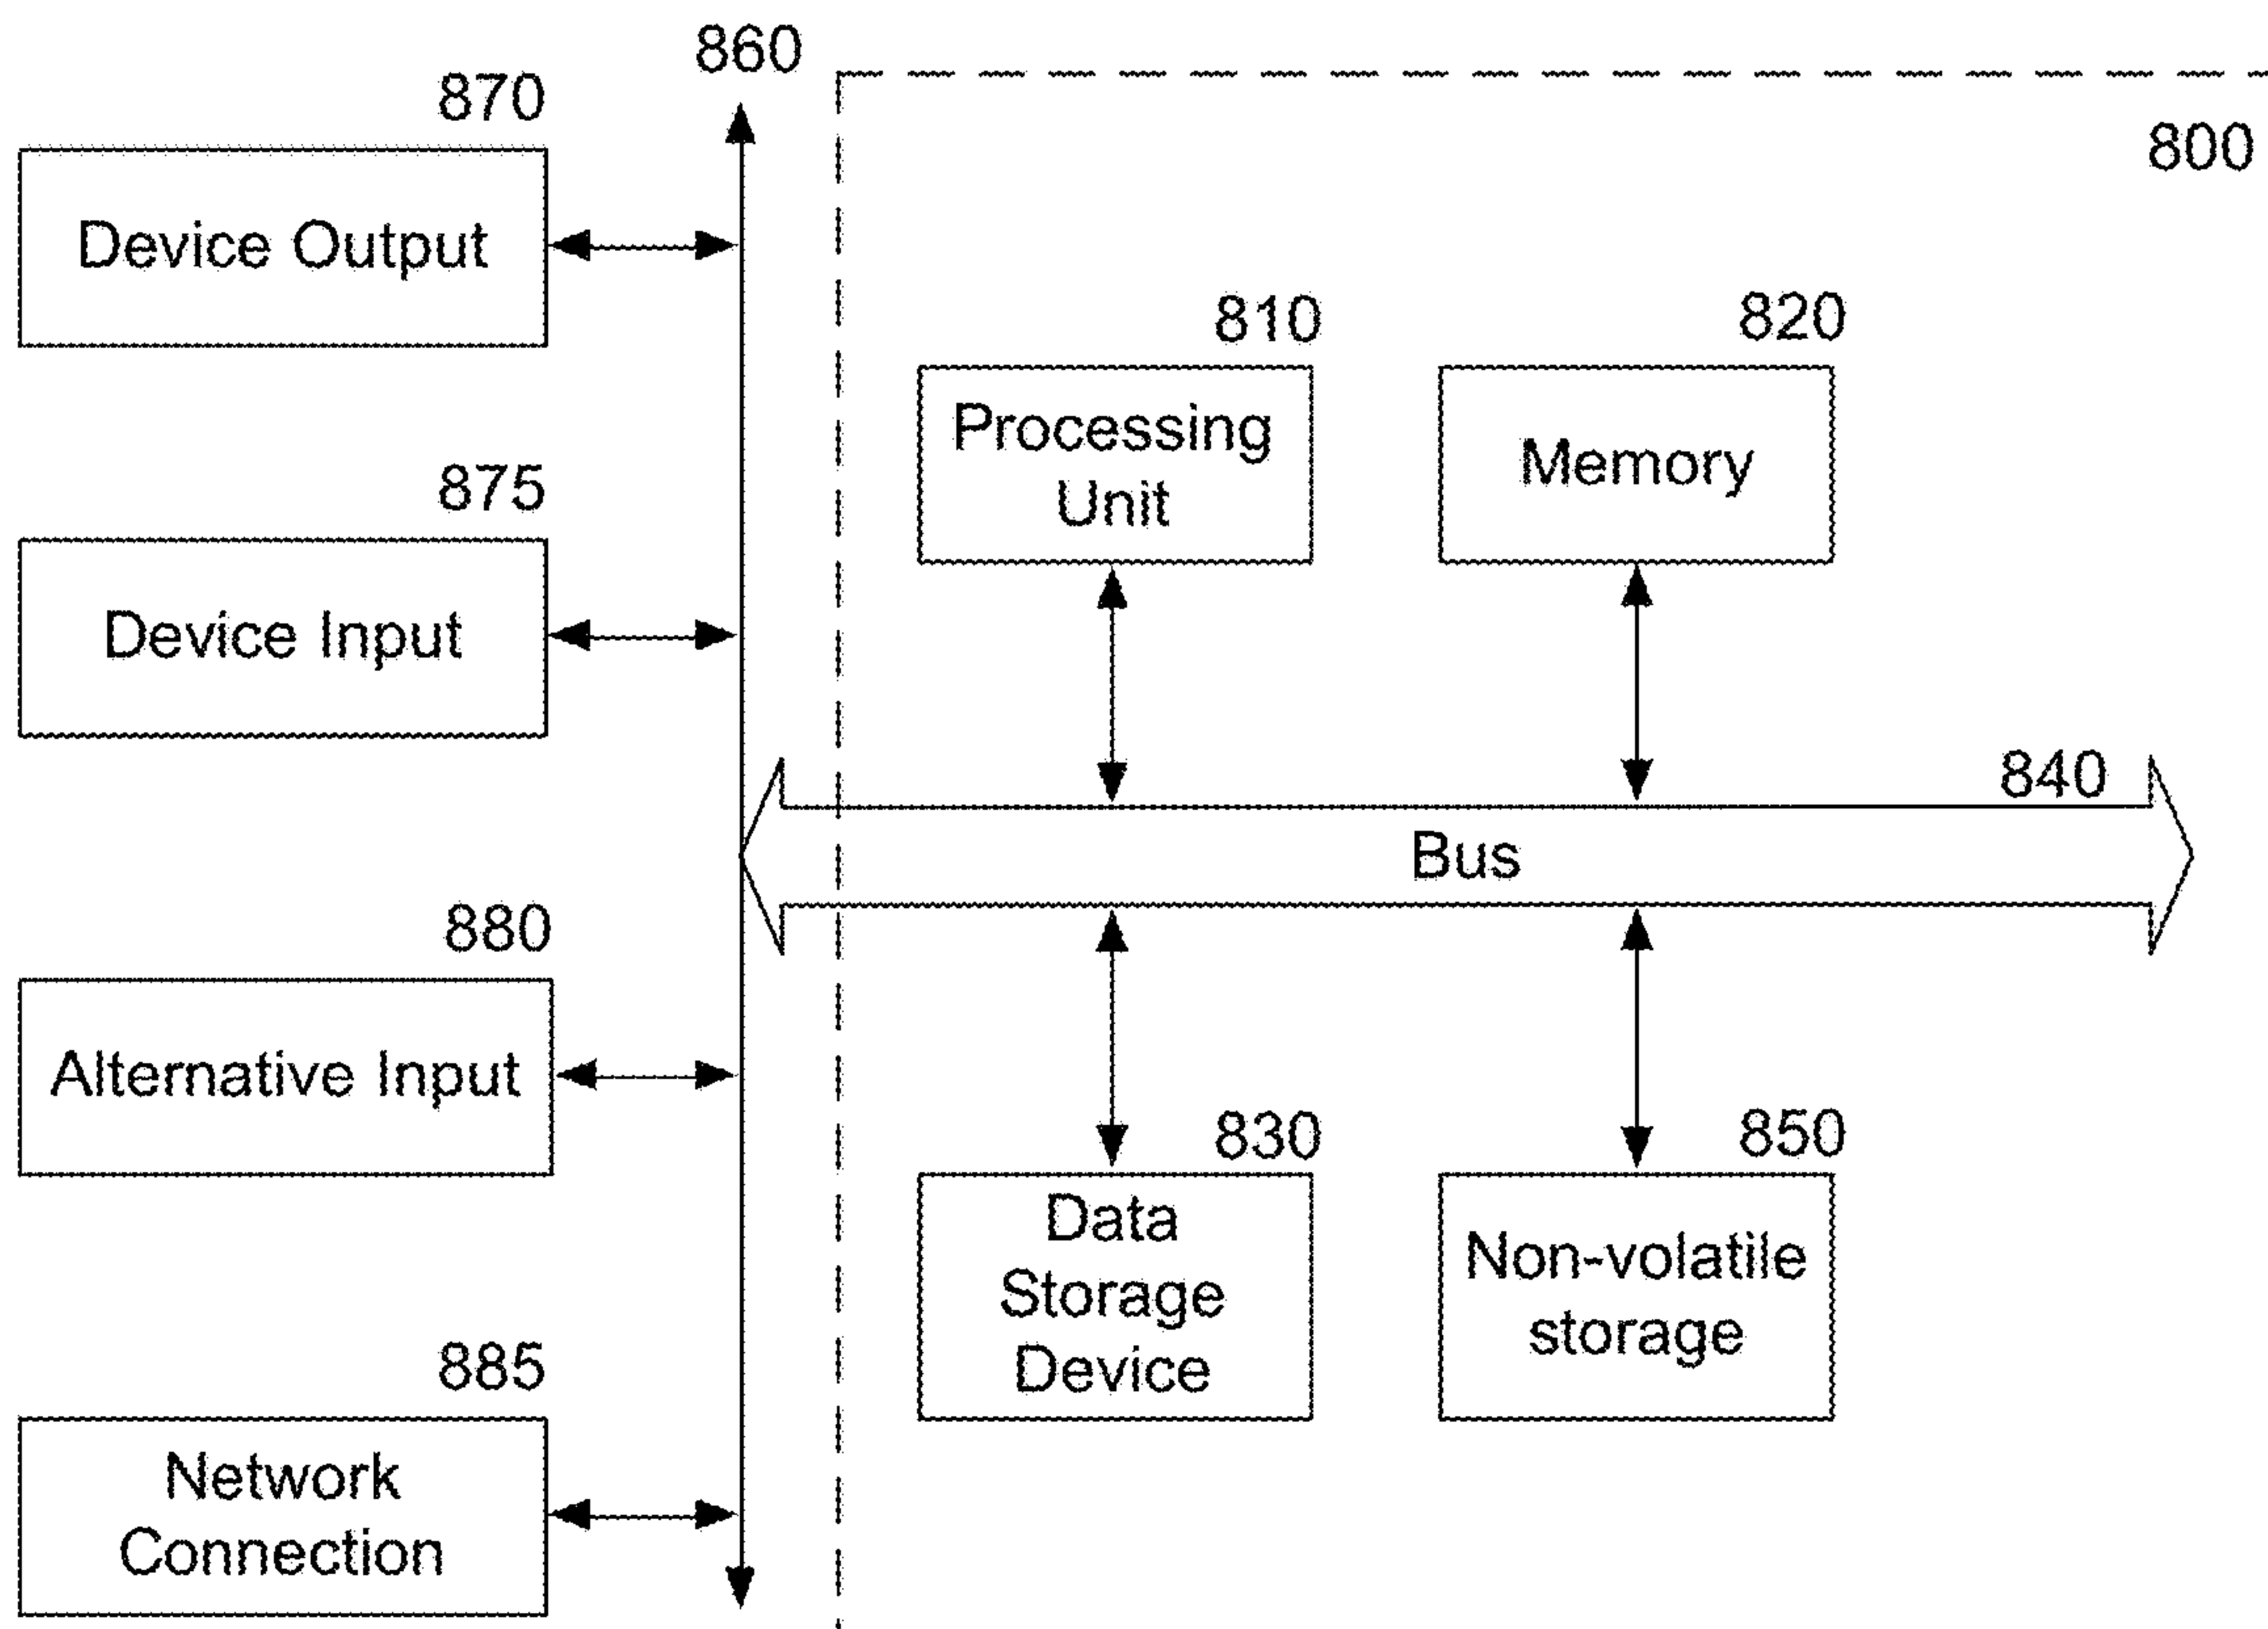 860
870
800
Device Output
810
820
Processing
Unit
Memory
875
Device Input
840
Bus
880
Alternative Input
830
850
Data
Storage
Device
Non-volatile
storage
885
Network
Connection